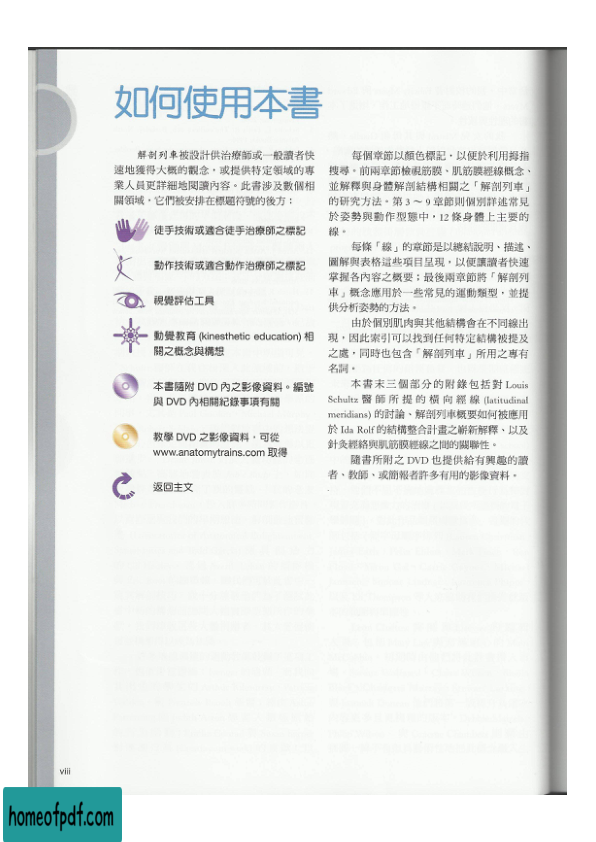 如何使用本書
解剖列車被設計供治療師或一般讀者快
速地獲得大概的觀念，或提供特定領域的專
業人員更詳細地閱讀內容。此書涉及數個相
關領域，它們被安排在標題符號的後方：
徒手技術或適合徒手治療師之標記
動作技術或適合動作治療師之標記
視覺評估工具
動覺教育 (kinesthetic education) 相
關之概念與構想
本書隨附 DVD 內之影像資料。編號
與 DVD 內相關紀錄事項有關
教學 DVD 之影像資料，可從
www.anatomytrains.com 取得
返回主文
每個章節以顏色標記，以便於利用拇指
搜尋。前兩章節檢視筋膜、肌筋膜經線概念、
並解釋與身體解剖結構相關之「解剖列車」
的研究方法。第 3 ～ 9 章節則個別詳述常見
於姿勢與動作型態中，12 條身體上主要的
線。
每條「線」的章節是以總結說明、描述、
圖解與表格這些項目呈現，以便讓讀者快速
掌握各內容之概要；最後兩章節將「解剖列
車」概念應用於一些常見的運動類型，並提
供分析姿勢的方法。
由於個別肌肉與其他結構會在不同線出
現，因此索引可以找到任何特定結構被提及
之處，同時也包含「解剖列車」所用之專有
名詞。
本書末三個部分的附錄包括對 Louis
Schultz 醫師所提的橫向經線 (latitudinal
meridians) 的討論、解剖列車概要如何被應用
於 Ida Rolf 的結構整合計畫之嶄新解釋、以及
針灸經絡與肌筋膜經線之間的關聯性。
隨書所附之 DVD 也提供給有興趣的讀
者、教師、或簡報者許多有用的影像資料。
viii
homeofpdf.com